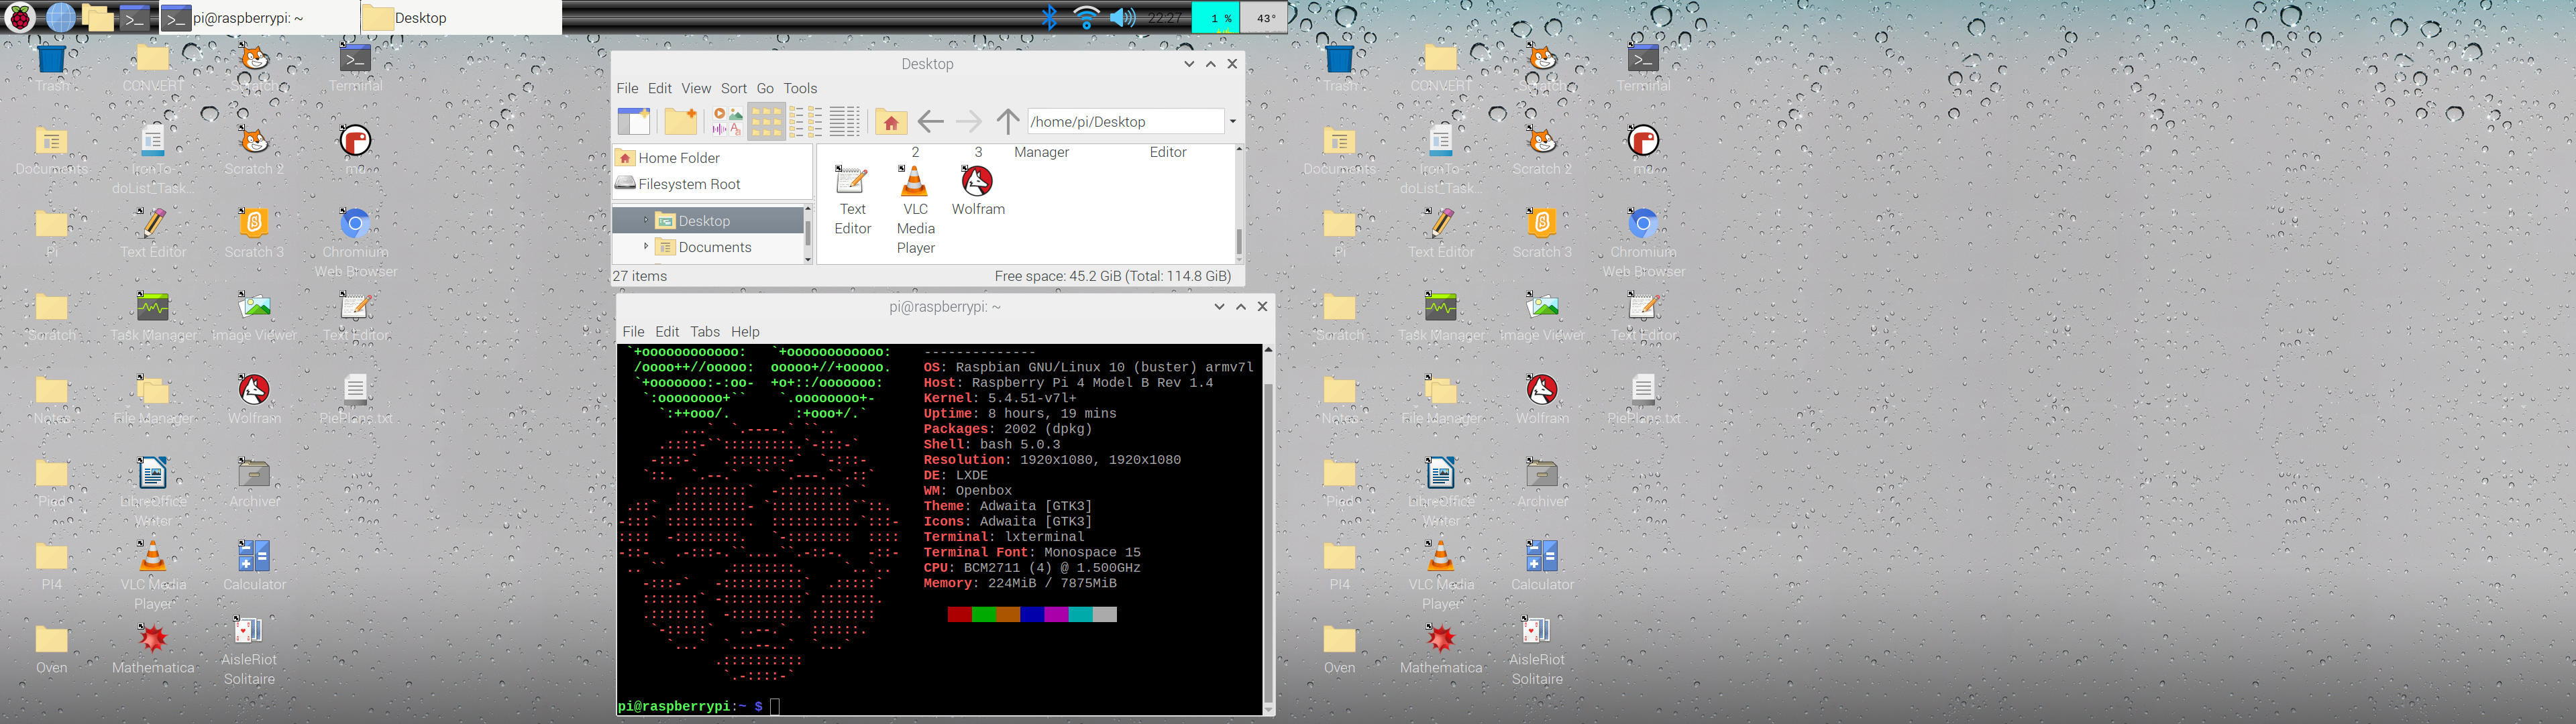 pi@raspberrypi: ~
Desktop
22:27
1 %
43°
Trash
CONVERT
Scratch
Terminal
Documents
Iron-To-
doList_Task...
Scratch 2
mu
Pi
Text Editor
Scratch 3
Chromium
Web Browser
Scratch
Task Manager
Image Viewer
Text Editor
Notes
File Manager
Wolfram
PiePlans.txt
LibreOffice
Writer
Archiver
PI4
VLC Media
Player
Calculator
Oven
Mathematica
AisleRiot
Solitaire
Desktop
File Edit View Sort Go Tools
/home/pi/Desktop
Home Folder
Filesystem Root
Desktop
Documents
2 3 Manager Editor
Text
Editor
VLC
Media
Player
Wolfram
27 items
Free space: 45.2 GiB (Total: 114.8 GiB)
pi@raspberrypi: ~
File Edit Tabs Help
--------------
OS: Raspbian GNU/Linux 10 (buster) armv7l
Host: Raspberry Pi 4 Model B Rev 1.4
Kernel: 5.4.51-v7l+
Uptime: 8 hours, 19 mins
Packages: 2002 (dpkg)
Shell: bash 5.0.3
Resolution: 1920x1080, 1920x1080
DE: LXDE
WM: Openbox
Theme: Adwaita [GTK3]
Icons: Adwaita [GTK3]
Terminal: lxterminal
Terminal Font: Monospace 15
CPU: BCM2711 (4) @ 1.500GHz
Memory: 224MiB / 7875MiB
pi@raspberrypi:~ $
Trash
CONVERT
Scratch
Terminal
Documents
Iron-To-
doList_Task...
Scratch 2
mu
Pi
Text Editor
Scratch 3
Chromium
Web Browser
Scratch
Task Manager
Image Viewer
Text Editor
Notes
File Manager
Wolfram
PiePlans.txt
LibreOffice
Writer
Archiver
PI4
VLC Media
Player
Calculator
Oven
Mathematica
AisleRiot
Solitaire